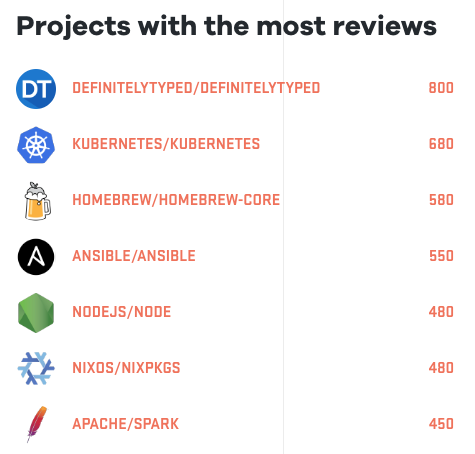 Projects with the most reviews
DT DEFINITELYTYPED/DEFINITELYTYPED 800
KUBERNETES/KUBERNETES 680
HOMEBREW/HOMEBREW-CORE 580
ANSIBLE/ANSIBLE 550
NODEJS/NODE 480
NIXOS/NIXPKGS 480
APACHE/SPARK 450